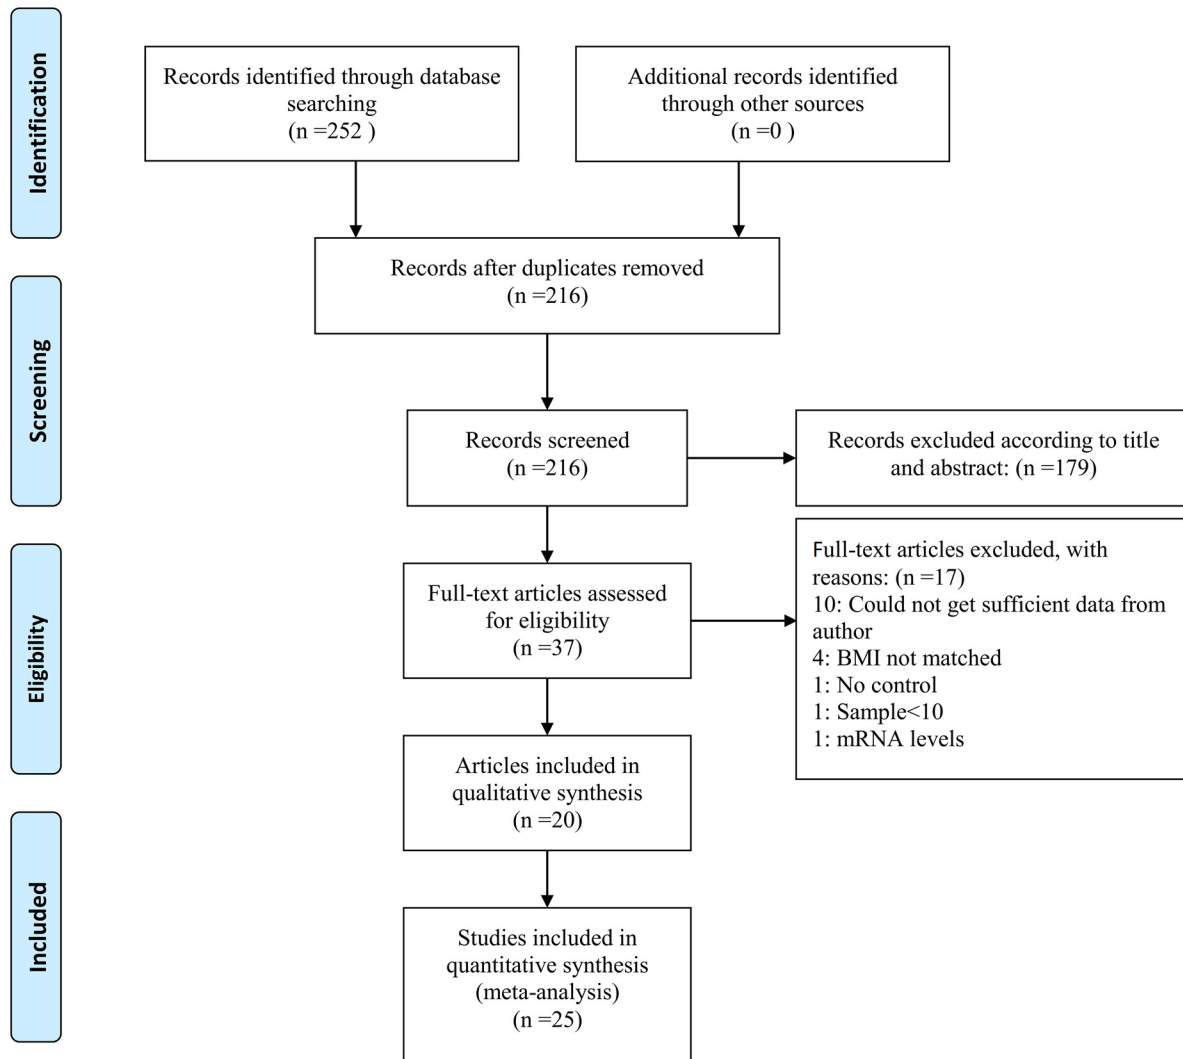 Identification
Records identified through database
searching
(n =252 )
Additional records identified
through other sources
(n =0 )
Records after duplicates removed
(n =216)
Screening
Records screened
(n =216)
Records excluded according to title
and abstract: (n =179)
Eligibility
Full-text articles assessed
for eligibility
(n =37)
Full-text articles excluded, with
reasons: (n =17)
10: Could not get sufficient data from
author
4: BMI not matched
1: No control
1: Sample<10
1: mRNA levels
Articles included in
qualitative synthesis
(n =20)
Included
Studies included in
quantitative synthesis
(meta-analysis)
(n =25)